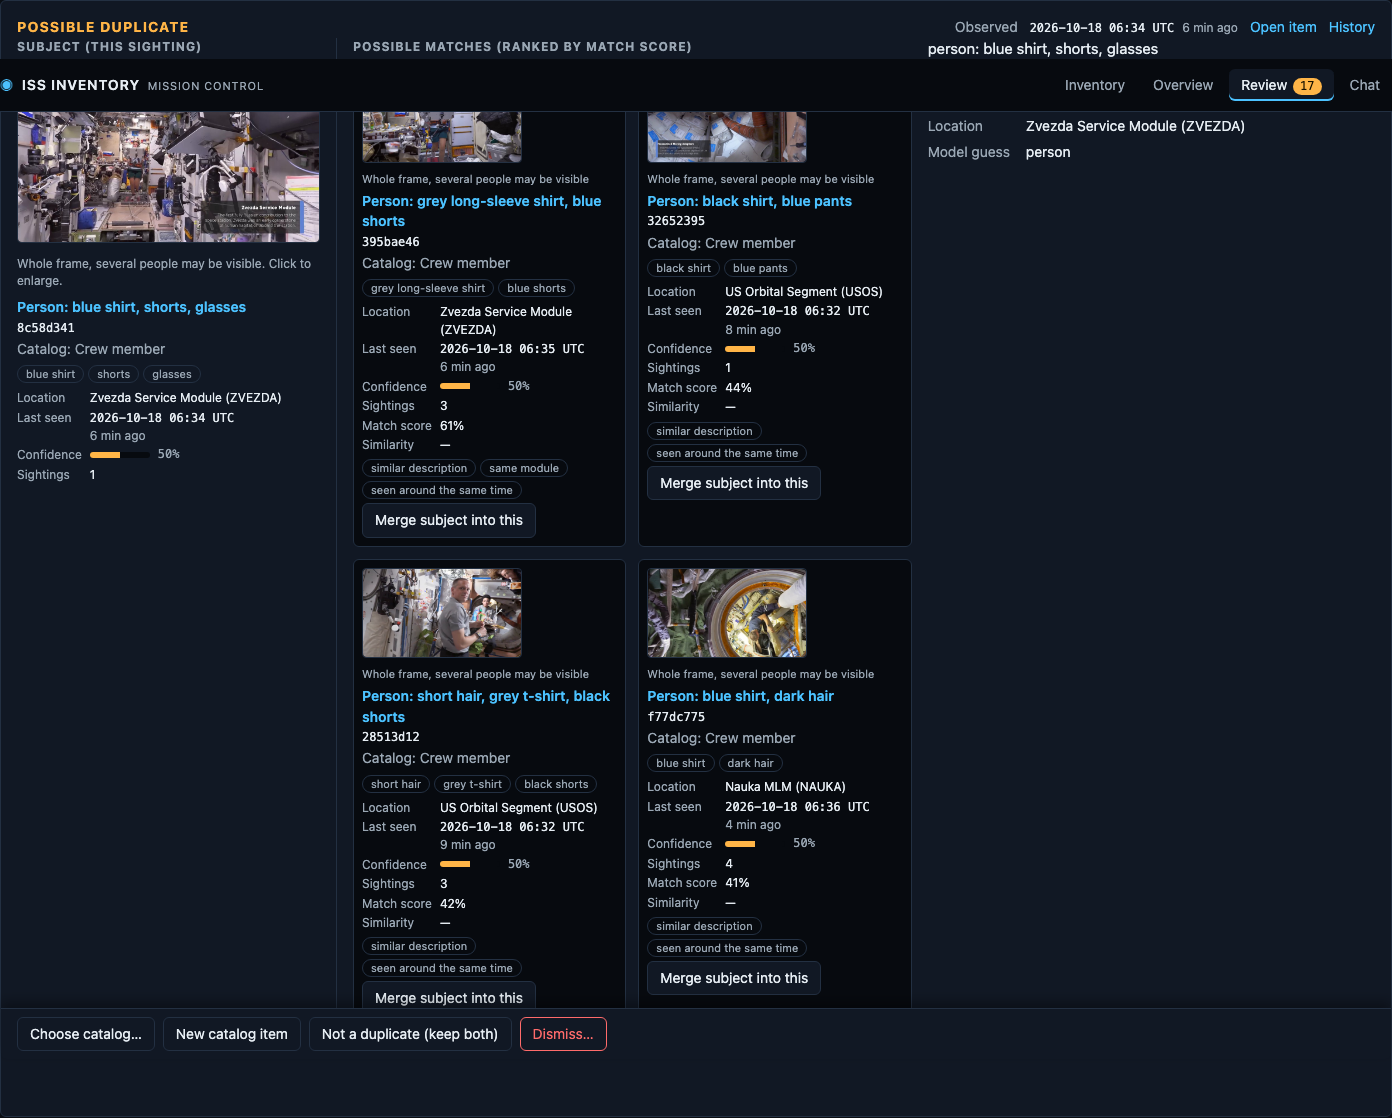 POSSIBLE DUPLICATE
Observed 2026-10-18 06:34 UTC 6 min ago Open item History
SUBJECT (THIS SIGHTING)
POSSIBLE MATCHES (RANKED BY MATCH SCORE)
person: blue shirt, shorts, glasses
ISS INVENTORY MISSION CONTROL
Inventory Overview Review 17 Chat
Zvezda Service Module
Whole frame, several people may be visible. Click to
enlarge.
Person: blue shirt, shorts, glasses
8c58d341
Catalog: Crew member
blue shirt shorts glasses
Location Zvezda Service Module (ZVEZDA)
Last seen 2026-10-18 06:34 UTC
6 min ago
Confidence 50%
Sightings 1
Whole frame, several people may be visible
Person: grey long-sleeve shirt, blue
shorts
395bae46
Catalog: Crew member
grey long-sleeve shirt blue shorts
Location Zvezda Service Module
(ZVEZDA)
Last seen 2026-10-18 06:35 UTC
6 min ago
Confidence 50%
Sightings 3
Match score 61%
Similarity —
similar description same module
seen around the same time
Merge subject into this
Whole frame, several people may be visible
Person: black shirt, blue pants
32652395
Catalog: Crew member
black shirt blue pants
Location US Orbital Segment (USOS)
Last seen 2026-10-18 06:32 UTC
8 min ago
Confidence 50%
Sightings 1
Match score 44%
Similarity —
similar description
seen around the same time
Merge subject into this
Whole frame, several people may be visible
Person: short hair, grey t-shirt, black
shorts
28513d12
Catalog: Crew member
short hair grey t-shirt black shorts
Location US Orbital Segment (USOS)
Last seen 2026-10-18 06:32 UTC
9 min ago
Confidence 50%
Sightings 3
Match score 42%
Similarity —
similar description
seen around the same time
Merge subject into this
Whole frame, several people may be visible
Person: blue shirt, dark hair
f77dc775
Catalog: Crew member
blue shirt dark hair
Location Nauka MLM (NAUKA)
Last seen 2026-10-18 06:36 UTC
4 min ago
Confidence 50%
Sightings 4
Match score 41%
Similarity —
similar description
seen around the same time
Merge subject into this
Location Zvezda Service Module (ZVEZDA)
Model guess person
Choose catalog... New catalog item Not a duplicate (keep both) Dismiss...